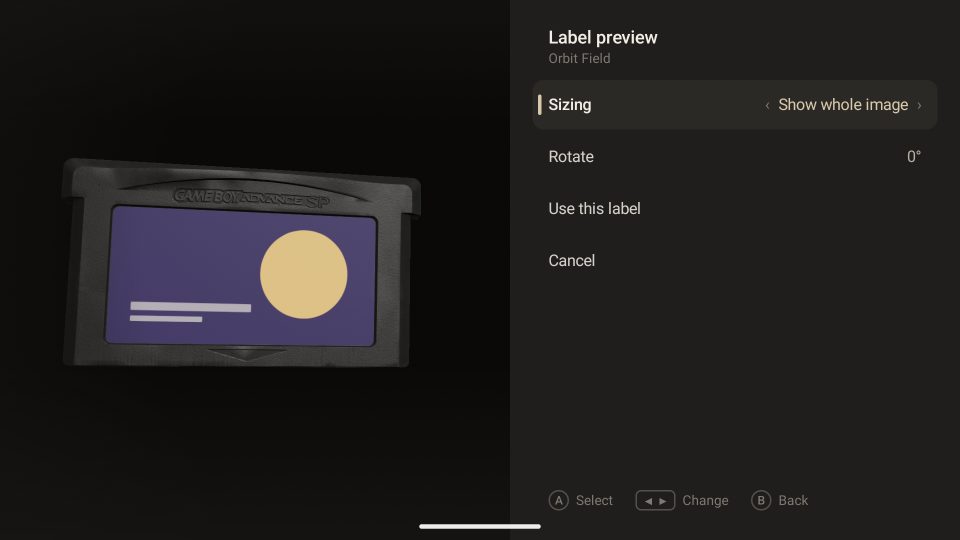 Label preview
Orbit Field
Sizing
‹ Show whole image ›
Rotate
0°
Use this label
Cancel
GAME BOY ADVANCE SP
A Select
◄ ► Change
B Back